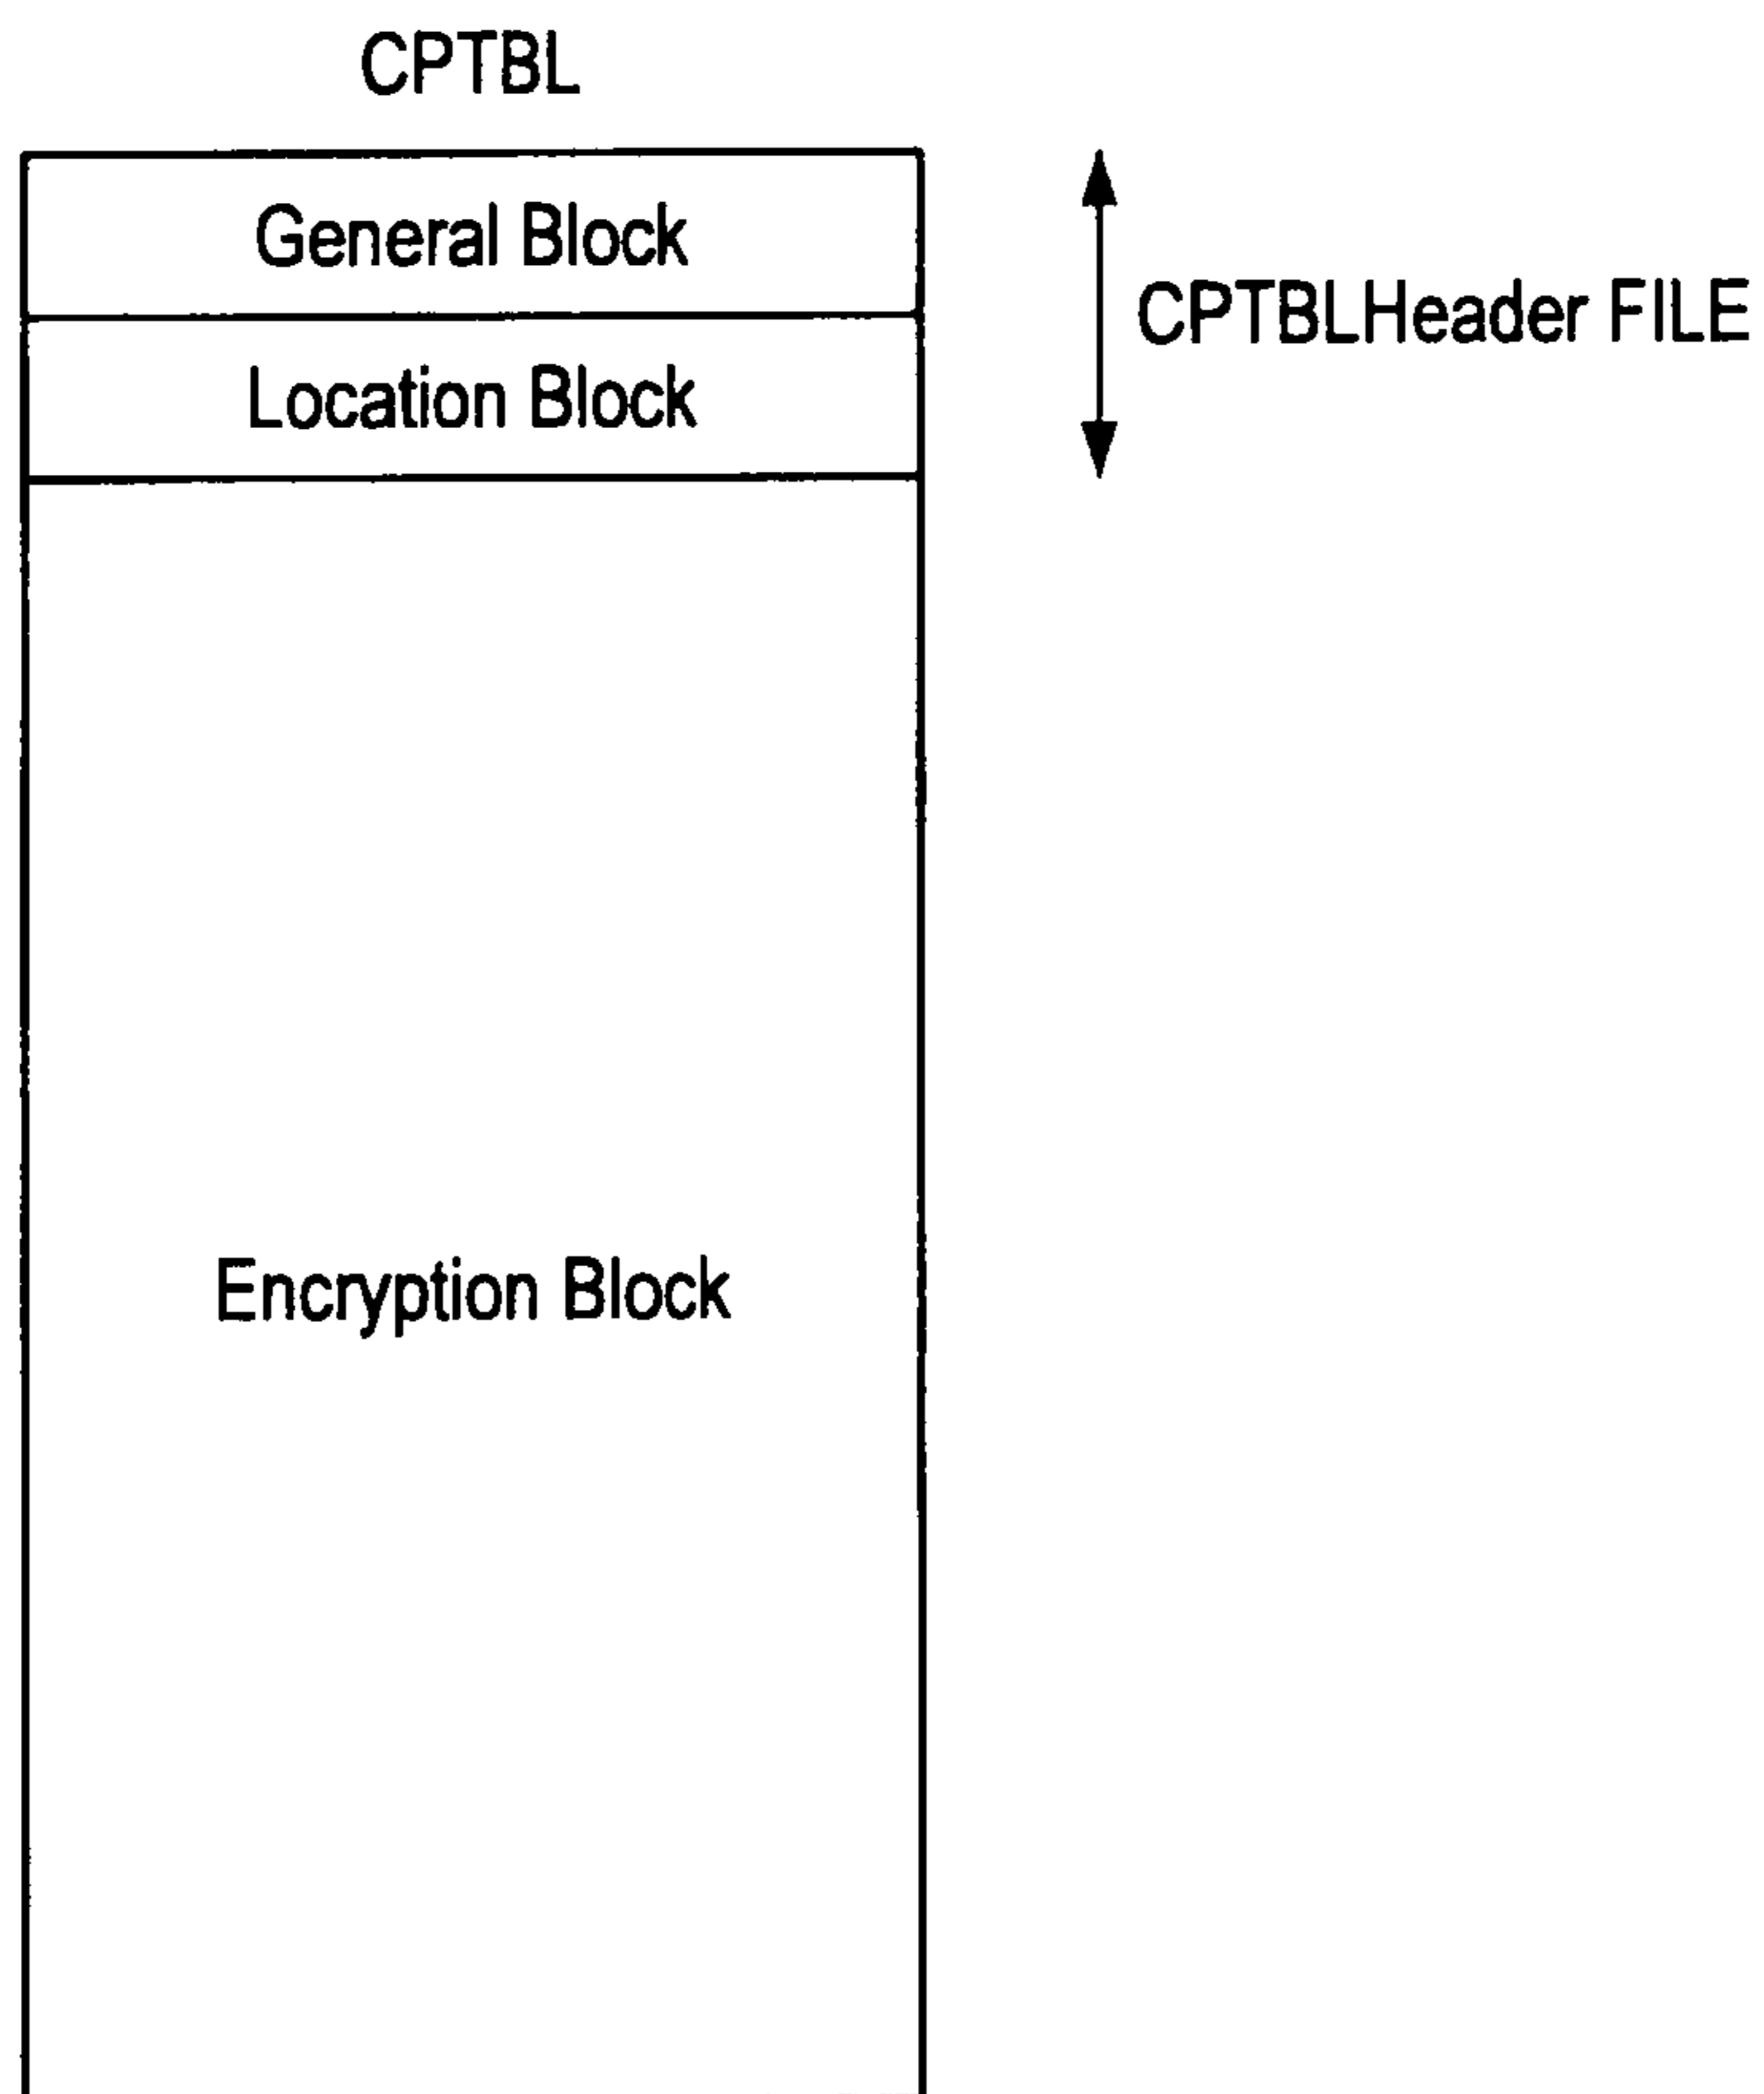 CPTBL
General Block
CPTBLHeader FILE
Location Block
Encryption Block